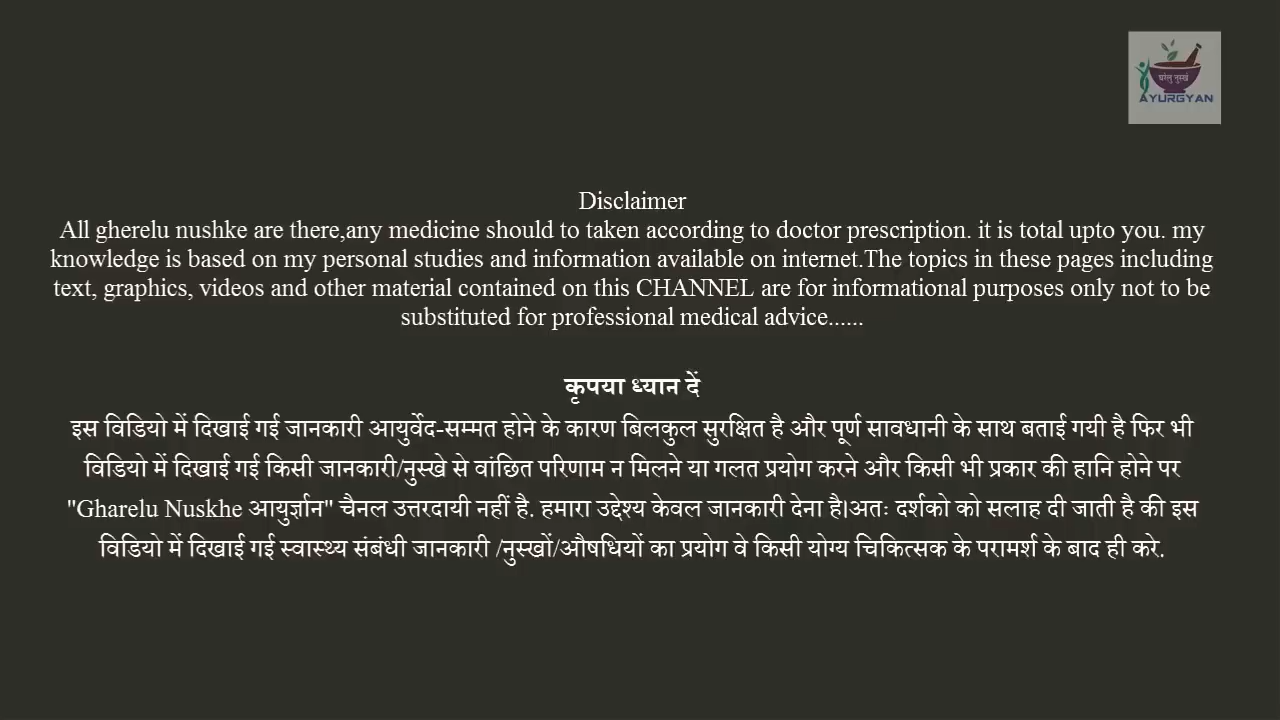 घरेलु नुस्खे
AYURGYAN
Disclaimer
All gherelu nushke are there,any medicine should to taken according to doctor prescription. it is total upto you. my
knowledge is based on my personal studies and information available on internet.The topics in these pages including
text, graphics, videos and other material contained on this CHANNEL are for informational purposes only not to be
substituted for professional medical advice......
कृपया ध्यान दें
इस विडियो में दिखाई गई जानकारी आयुर्वेद-सम्मत होने के कारण बिलकुल सुरक्षित है और पूर्ण सावधानी के साथ बताई गयी है फिर भी
विडियो में दिखाई गई किसी जानकारी/नुस्खे से वांछित परिणाम न मिलने या गलत प्रयोग करने और किसी भी प्रकार की हानि होने पर
"Gharelu Nuskhe आयुर्ज्ञान" चैनल उत्तरदायी नहीं है. हमारा उद्देश्य केवल जानकारी देना है।अतः दर्शको को सलाह दी जाती है की इस
विडियो में दिखाई गई स्वास्थ्य संबंधी जानकारी /नुस्खों/औषधियों का प्रयोग वे किसी योग्य चिकित्सक के परामर्श के बाद ही करे.